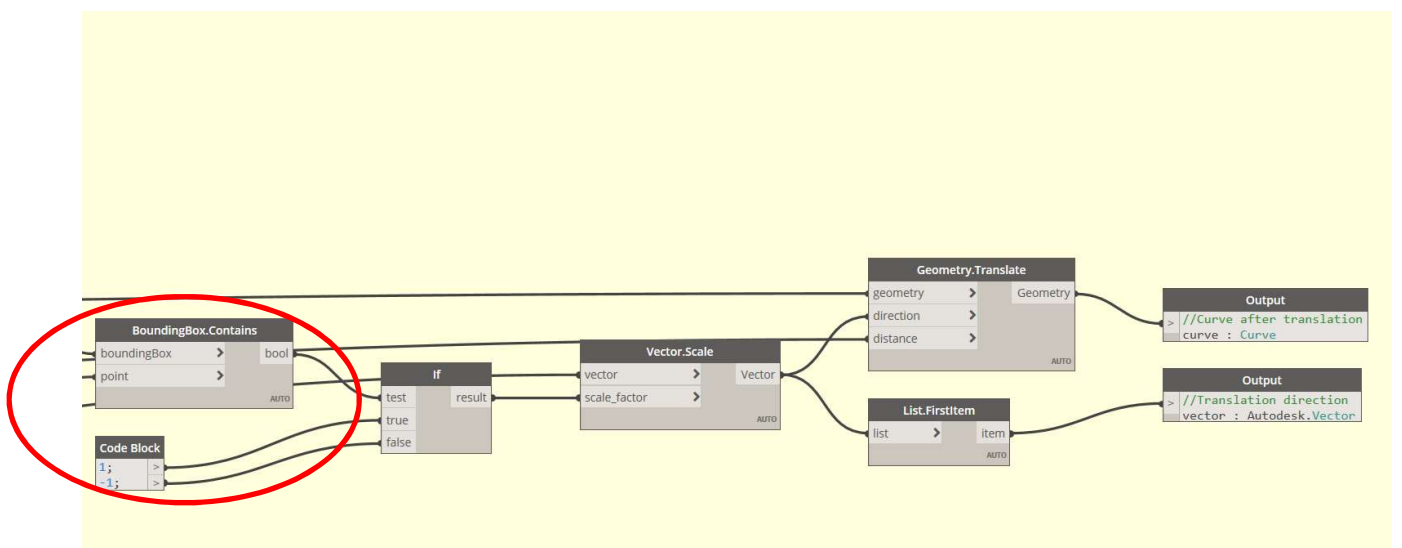 BoundingBox.Contains
boundingBox > bool
point >
AUTO
Code Block
1; >
-1; >
If
test result
true
false
Vector.Scale
vector > Vector
scale_factor >
AUTO
Geometry.Translate
geometry > Geometry
direction >
distance >
AUTO
List.FirstItem
list > item
AUTO
Output
> //Curve after translation
curve : Curve
Output
> //Translation direction
vector : Autodesk.Vector